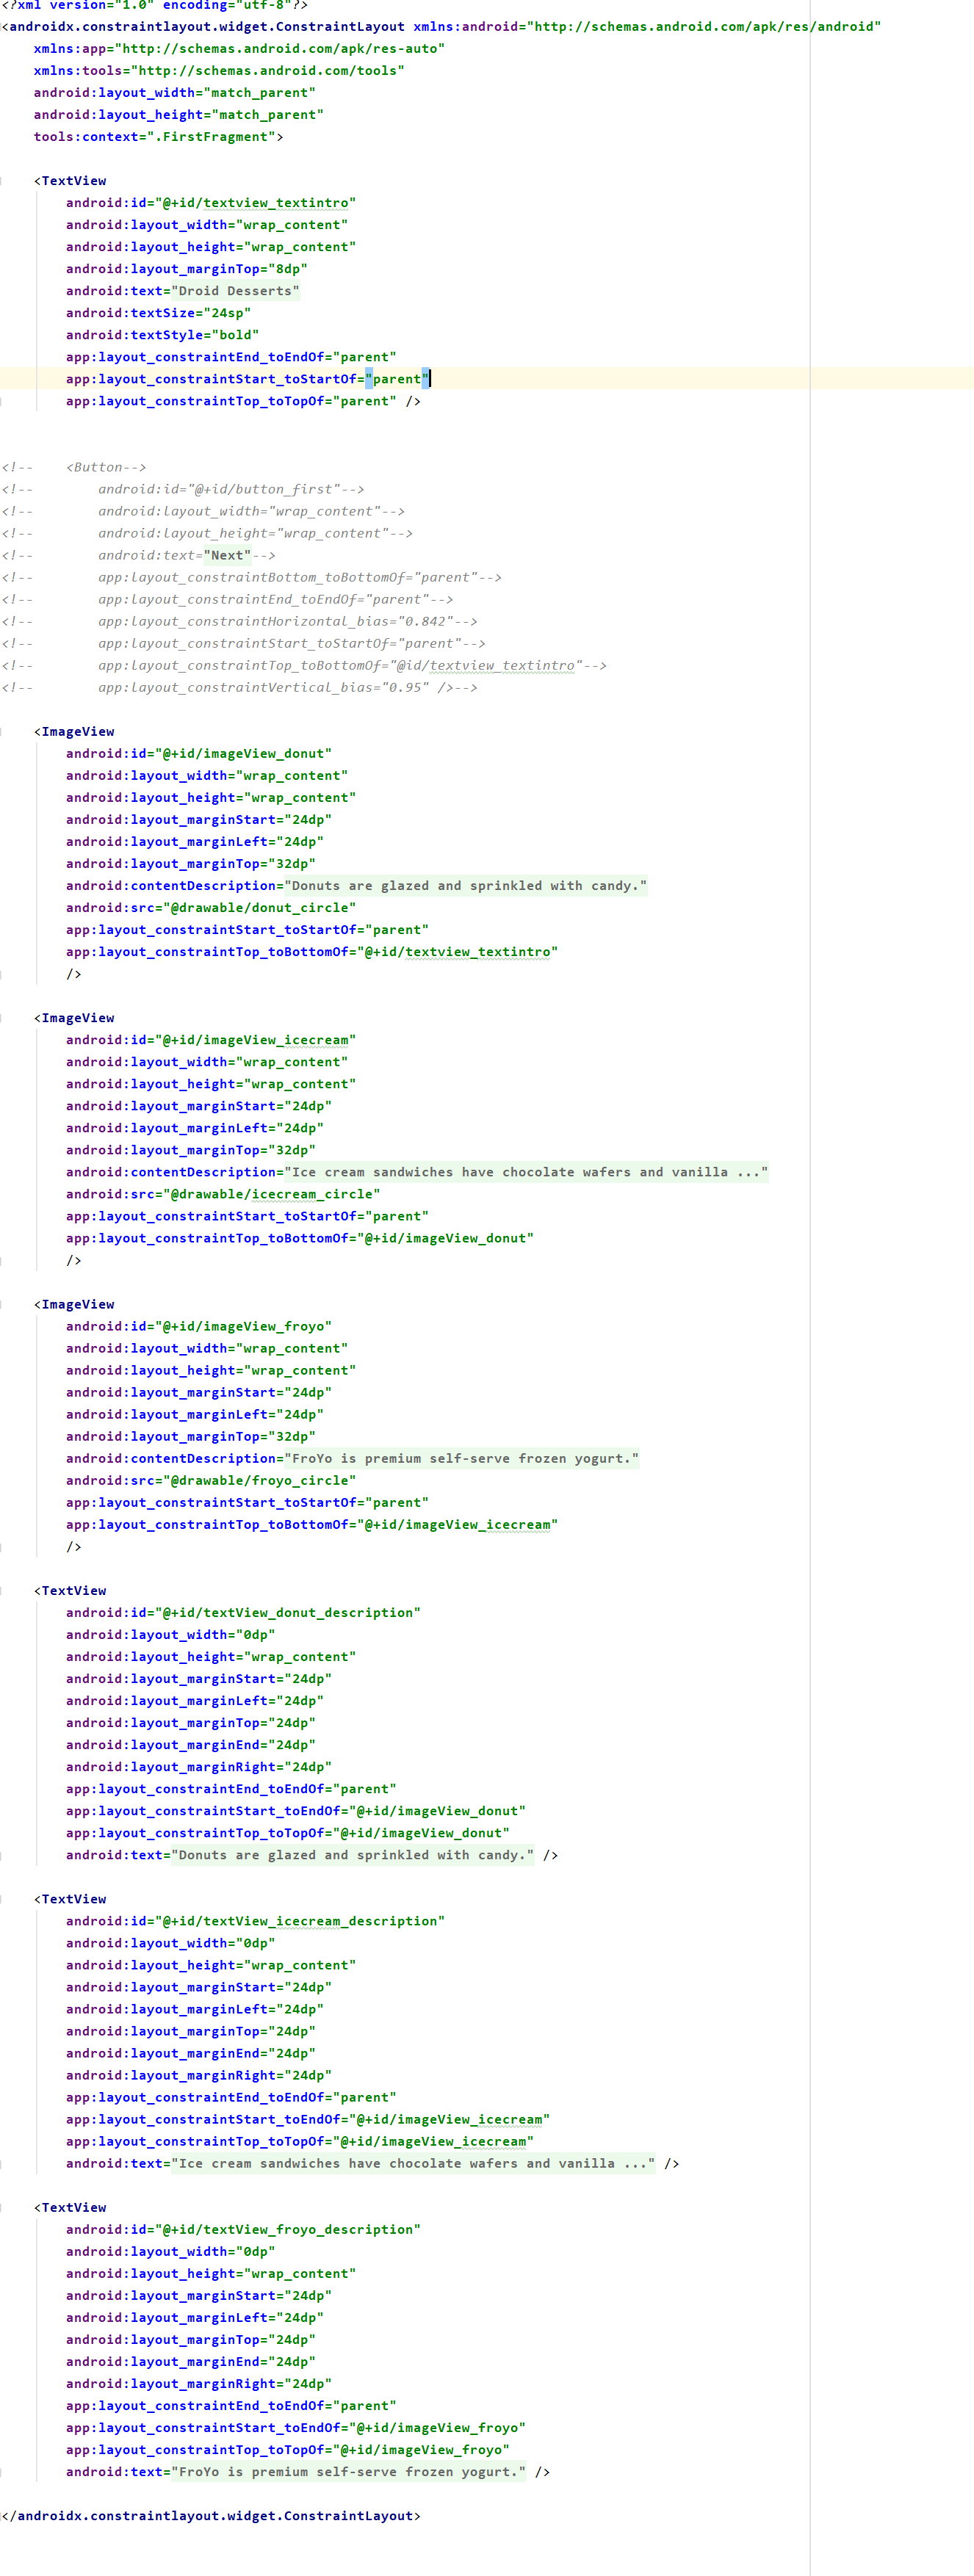 <?xml version="1.0" encoding="utf-8"?>
<androidx.constraintlayout.widget.ConstraintLayout xmlns:android="http://schemas.android.com/apk/res/android"
    xmlns:app="http://schemas.android.com/apk/res-auto"
    xmlns:tools="http://schemas.android.com/tools"
    android:layout_width="match_parent"
    android:layout_height="match_parent"
    tools:context=".FirstFragment">

    <TextView
        android:id="@+id/textview_textintro"
        android:layout_width="wrap_content"
        android:layout_height="wrap_content"
        android:layout_marginTop="8dp"
        android:text="Droid Desserts"
        android:textSize="24sp"
        android:textStyle="bold"
        app:layout_constraintEnd_toEndOf="parent"
        app:layout_constraintStart_toStartOf="parent"
        app:layout_constraintTop_toTopOf="parent" />

<!--    <Button-->
<!--        android:id="@+id/button_first"-->
<!--        android:layout_width="wrap_content"-->
<!--        android:layout_height="wrap_content"-->
<!--        android:text="Next"-->
<!--        app:layout_constraintBottom_toBottomOf="parent"-->
<!--        app:layout_constraintEnd_toEndOf="parent"-->
<!--        app:layout_constraintHorizontal_bias="0.842"-->
<!--        app:layout_constraintStart_toStartOf="parent"-->
<!--        app:layout_constraintTop_toBottomOf="@id/textview_textintro"-->
<!--        app:layout_constraintVertical_bias="0.95" />-->

    <ImageView
        android:id="@+id/imageView_donut"
        android:layout_width="wrap_content"
        android:layout_height="wrap_content"
        android:layout_marginStart="24dp"
        android:layout_marginLeft="24dp"
        android:layout_marginTop="32dp"
        android:contentDescription="Donuts are glazed and sprinkled with candy."
        android:src="@drawable/donut_circle"
        app:layout_constraintStart_toStartOf="parent"
        app:layout_constraintTop_toBottomOf="@+id/textview_textintro"
        />

    <ImageView
        android:id="@+id/imageView_icecream"
        android:layout_width="wrap_content"
        android:layout_height="wrap_content"
        android:layout_marginStart="24dp"
        android:layout_marginLeft="24dp"
        android:layout_marginTop="32dp"
        android:contentDescription="Ice cream sandwiches have chocolate wafers and vanilla ..."
        android:src="@drawable/icecream_circle"
        app:layout_constraintStart_toStartOf="parent"
        app:layout_constraintTop_toBottomOf="@+id/imageView_donut"
        />

    <ImageView
        android:id="@+id/imageView_froyo"
        android:layout_width="wrap_content"
        android:layout_height="wrap_content"
        android:layout_marginStart="24dp"
        android:layout_marginLeft="24dp"
        android:layout_marginTop="32dp"
        android:contentDescription="FroYo is premium self-serve frozen yogurt."
        android:src="@drawable/froyo_circle"
        app:layout_constraintStart_toStartOf="parent"
        app:layout_constraintTop_toBottomOf="@+id/imageView_icecream"
        />

    <TextView
        android:id="@+id/textView_donut_description"
        android:layout_width="0dp"
        android:layout_height="wrap_content"
        android:layout_marginStart="24dp"
        android:layout_marginLeft="24dp"
        android:layout_marginTop="24dp"
        android:layout_marginEnd="24dp"
        android:layout_marginRight="24dp"
        app:layout_constraintEnd_toEndOf="parent"
        app:layout_constraintStart_toEndOf="@+id/imageView_donut"
        app:layout_constraintTop_toTopOf="@+id/imageView_donut"
        android:text="Donuts are glazed and sprinkled with candy." />

    <TextView
        android:id="@+id/textView_icecream_description"
        android:layout_width="0dp"
        android:layout_height="wrap_content"
        android:layout_marginStart="24dp"
        android:layout_marginLeft="24dp"
        android:layout_marginTop="24dp"
        android:layout_marginEnd="24dp"
        android:layout_marginRight="24dp"
        app:layout_constraintEnd_toEndOf="parent"
        app:layout_constraintStart_toEndOf="@+id/imageView_icecream"
        app:layout_constraintTop_toTopOf="@+id/imageView_icecream"
        android:text="Ice cream sandwiches have chocolate wafers and vanilla ..." />

    <TextView
        android:id="@+id/textView_froyo_description"
        android:layout_width="0dp"
        android:layout_height="wrap_content"
        android:layout_marginStart="24dp"
        android:layout_marginLeft="24dp"
        android:layout_marginTop="24dp"
        android:layout_marginEnd="24dp"
        android:layout_marginRight="24dp"
        app:layout_constraintEnd_toEndOf="parent"
        app:layout_constraintStart_toEndOf="@+id/imageView_froyo"
        app:layout_constraintTop_toTopOf="@+id/imageView_froyo"
        android:text="FroYo is premium self-serve frozen yogurt." />

</androidx.constraintlayout.widget.ConstraintLayout>